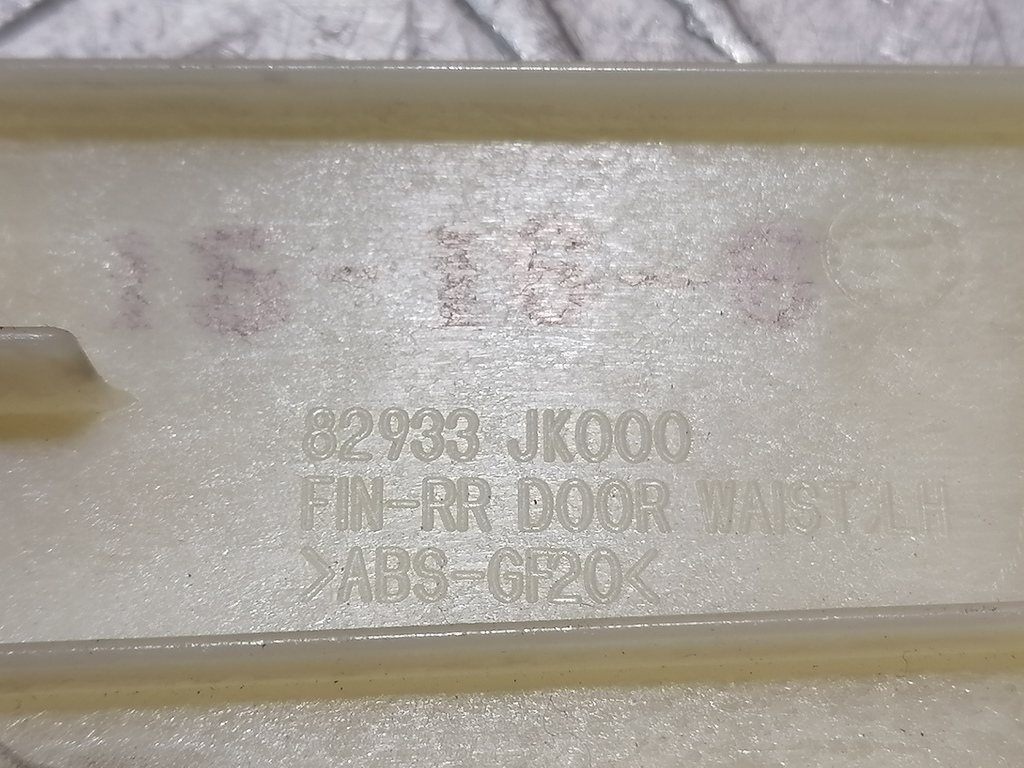 82933 JK000
FIN-RR DOOR WAIST,LH
>ABS-GF20<